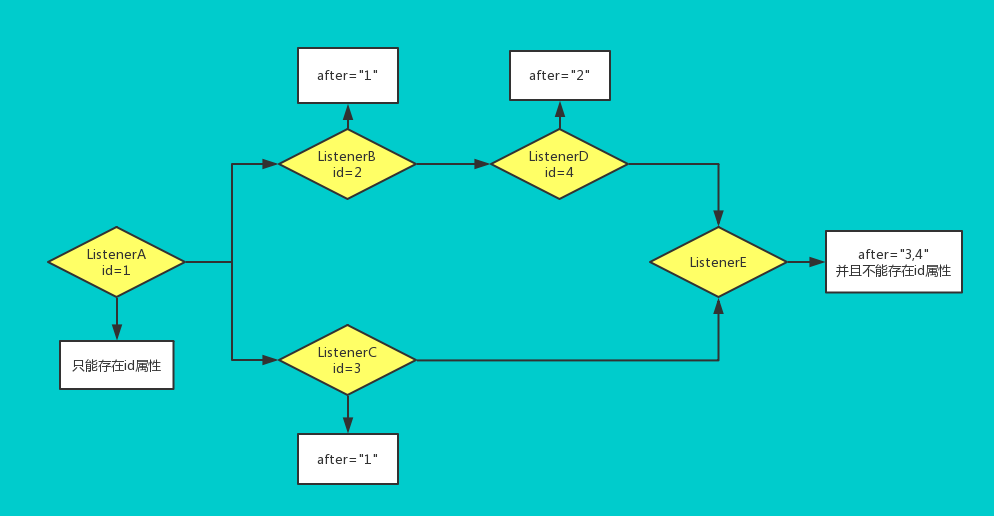 after="1"
after="2"
ListenerB
id=2
ListenerD
id=4
ListenerA
id=1
ListenerE
after="3,4"
并且不能存在id属性
只能存在id属性
ListenerC
id=3
after="1"